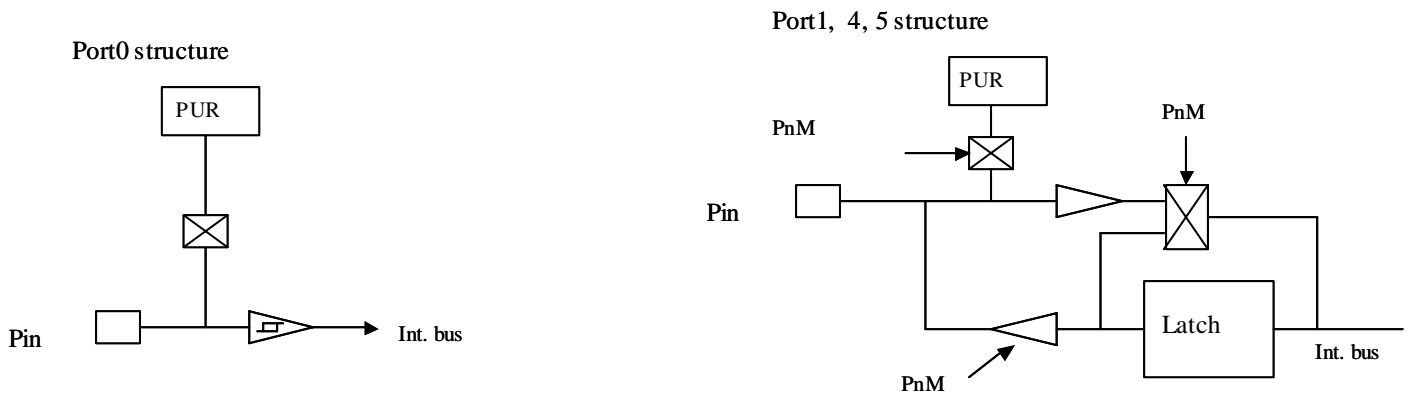 Port0 structure
PUR
Pin
Int. bus
Port1, 4, 5 structure
PUR
PnM
PnM
Pin
Latch
Int. bus
PnM